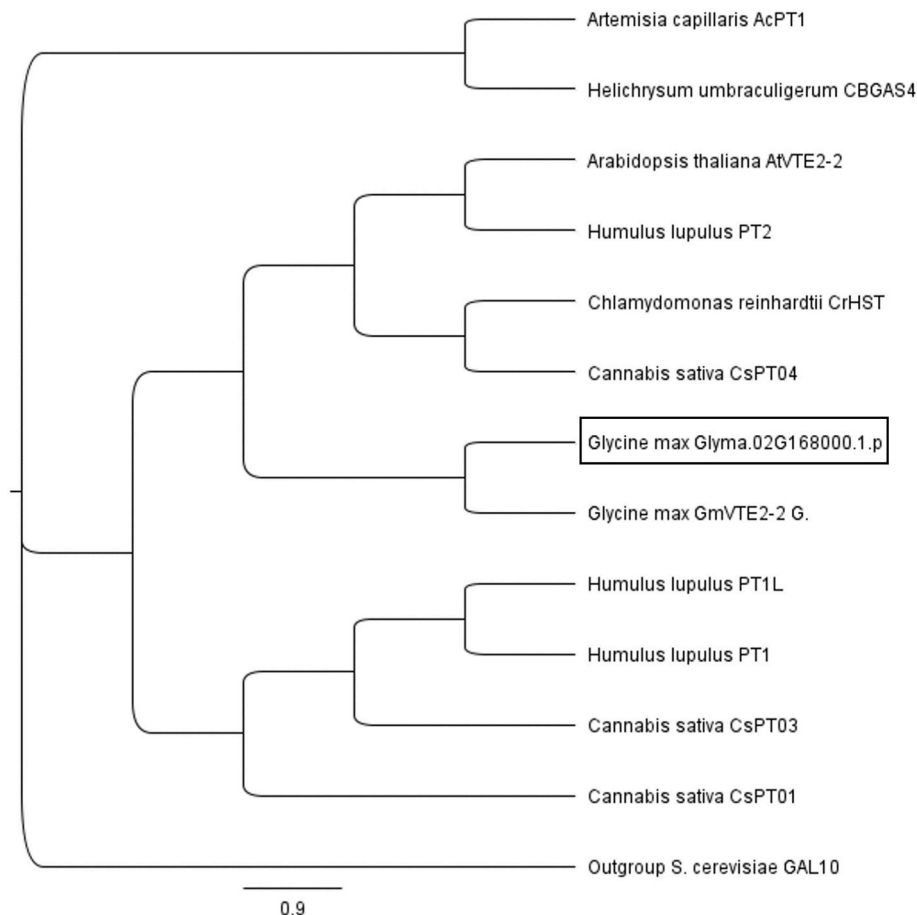 Artemisia capillaris AcPT1
Helichrysum umbraculigerum CBGAS4
Arabidopsis thaliana AtVTE2-2
Humulus lupulus PT2
Chlamydomonas reinhardtii CrHST
Cannabis sativa CsPT04
Glycine max Glyma.02G168000.1.p
Glycine max GmVTE2-2 G.
Humulus lupulus PT1L
Humulus lupulus PT1
Cannabis sativa CsPT03
Cannabis sativa CsPT01
Outgroup S. cerevisiae GAL10
0.9